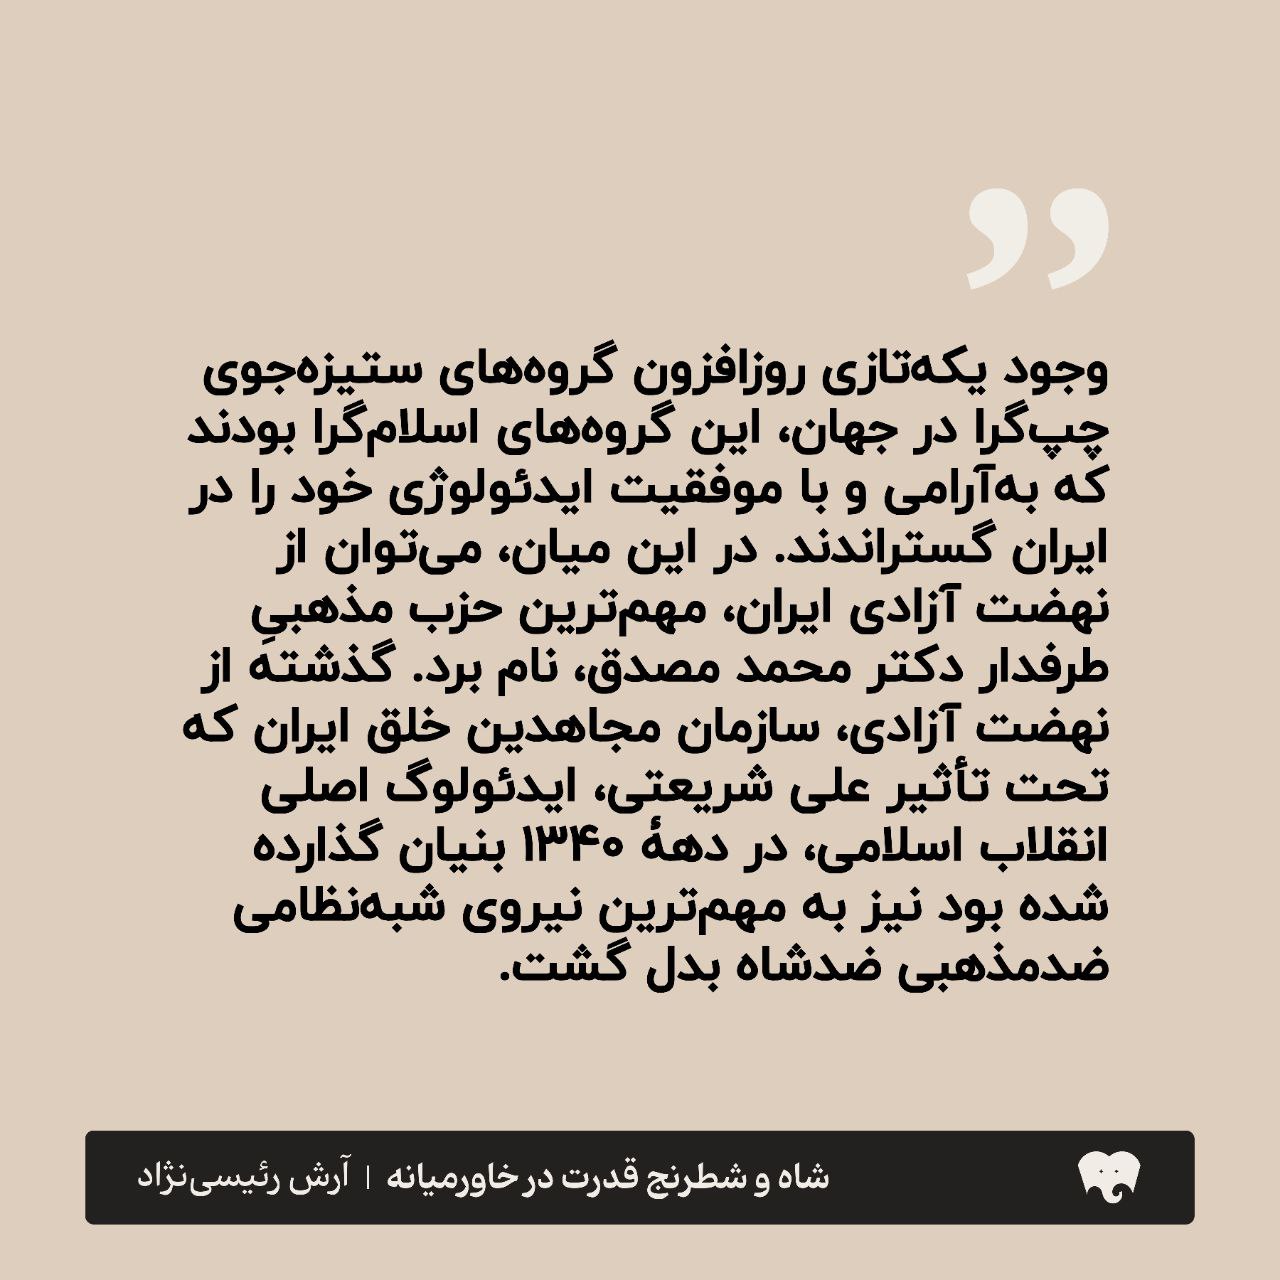 ”
وجود یکه‌تازی روزافزون گروه‌های ستیزه‌جوی
چپ‌گرا در جهان، این گروه‌های اسلام‌گرا بودند
که به‌آرامی و با موفقیت ایدئولوژی خود را در
ایران گستراندند. در این میان، می‌توان از
نهضت آزادی ایران، مهم‌ترین حزب مذهبیِ
طرفدار دکتر محمد مصدق، نام برد. گذشته از
نهضت آزادی، سازمان مجاهدین خلق ایران که
تحت تأثیر علی شریعتی، ایدئولوگ اصلی
انقلاب اسلامی، در دههٔ ۱۳۴۰ بنیان گذارده
شده بود نیز به مهم‌ترین نیروی شبه‌نظامی
ضدمذهبی ضدشاه بدل گشت.
شاه و شطرنج قدرت در خاورمیانه | آرش رئیسی‌نژاد